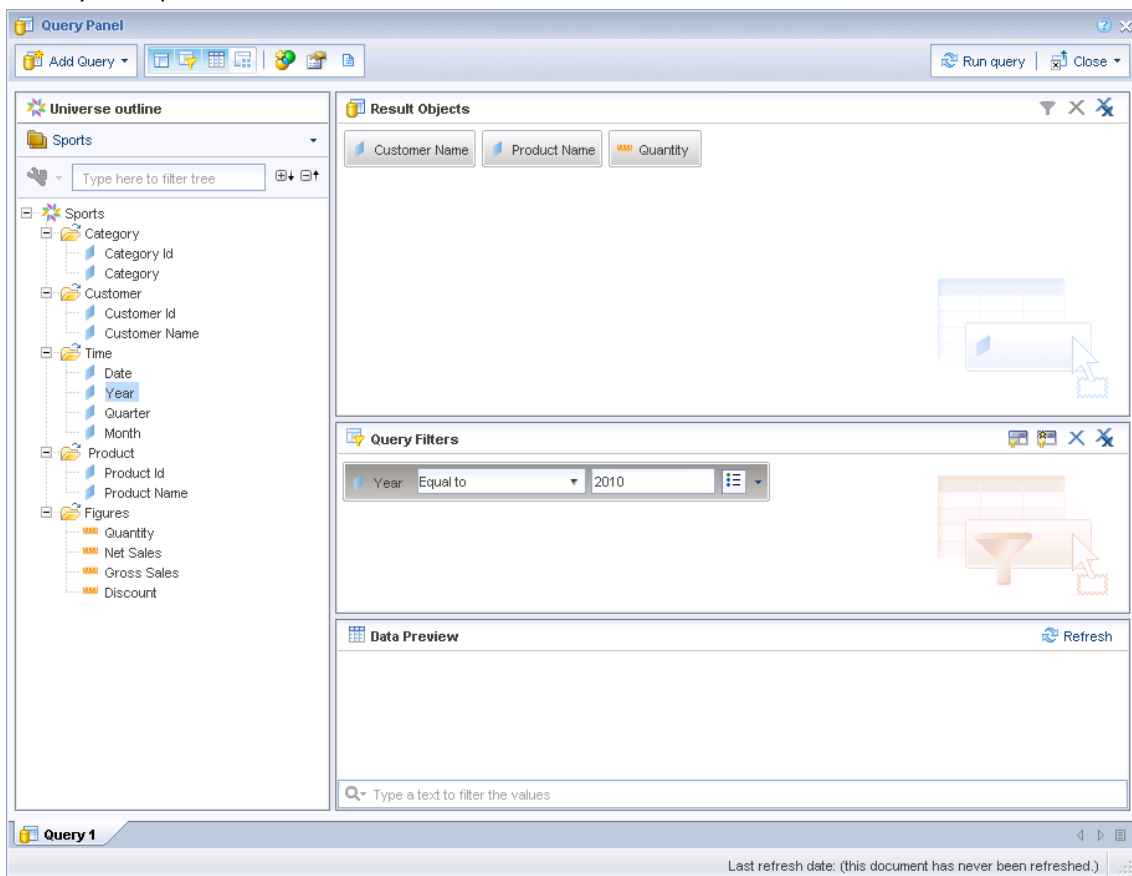 Query Panel
Add Query
Run query
Close
Universe outline
Sports
Type here to filter tree
Sports
Category
Category Id
Category
Customer
Customer Id
Customer Name
Time
Date
Year
Quarter
Month
Product
Product Id
Product Name
Figures
Quantity
Net Sales
Gross Sales
Discount
Result Objects
Customer Name Product Name Quantity
Query Filters
Year Equal to 2010
Data Preview
Refresh
Type a text to filter the values
Query 1
Last refresh date: (this document has never been refreshed.)